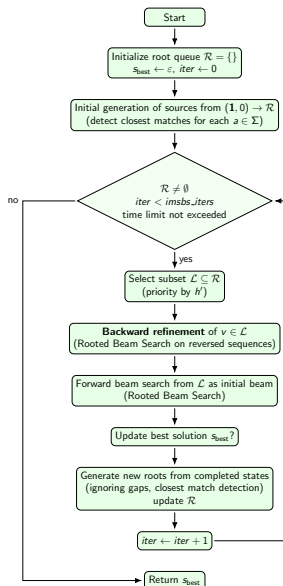 Start
Initialize root queue ℛ = {}
s_best ← ε, iter ← 0
Initial generation of sources from (1, 0) → ℛ
(detect closest matches for each a ∈ Σ)
ℛ ≠ ∅
iter < imsbs_iters
time limit not exceeded
no
yes
Select subset ℒ ⊆ ℛ
(priority by h′)
Backward refinement of v ∈ ℒ
(Rooted Beam Search on reversed sequences)
Forward beam search from ℒ as initial beam
(Rooted Beam Search)
Update best solution s_best?
Generate new roots from completed states
(ignoring gaps, closest match detection)
update ℛ
iter ← iter + 1
Return s_best